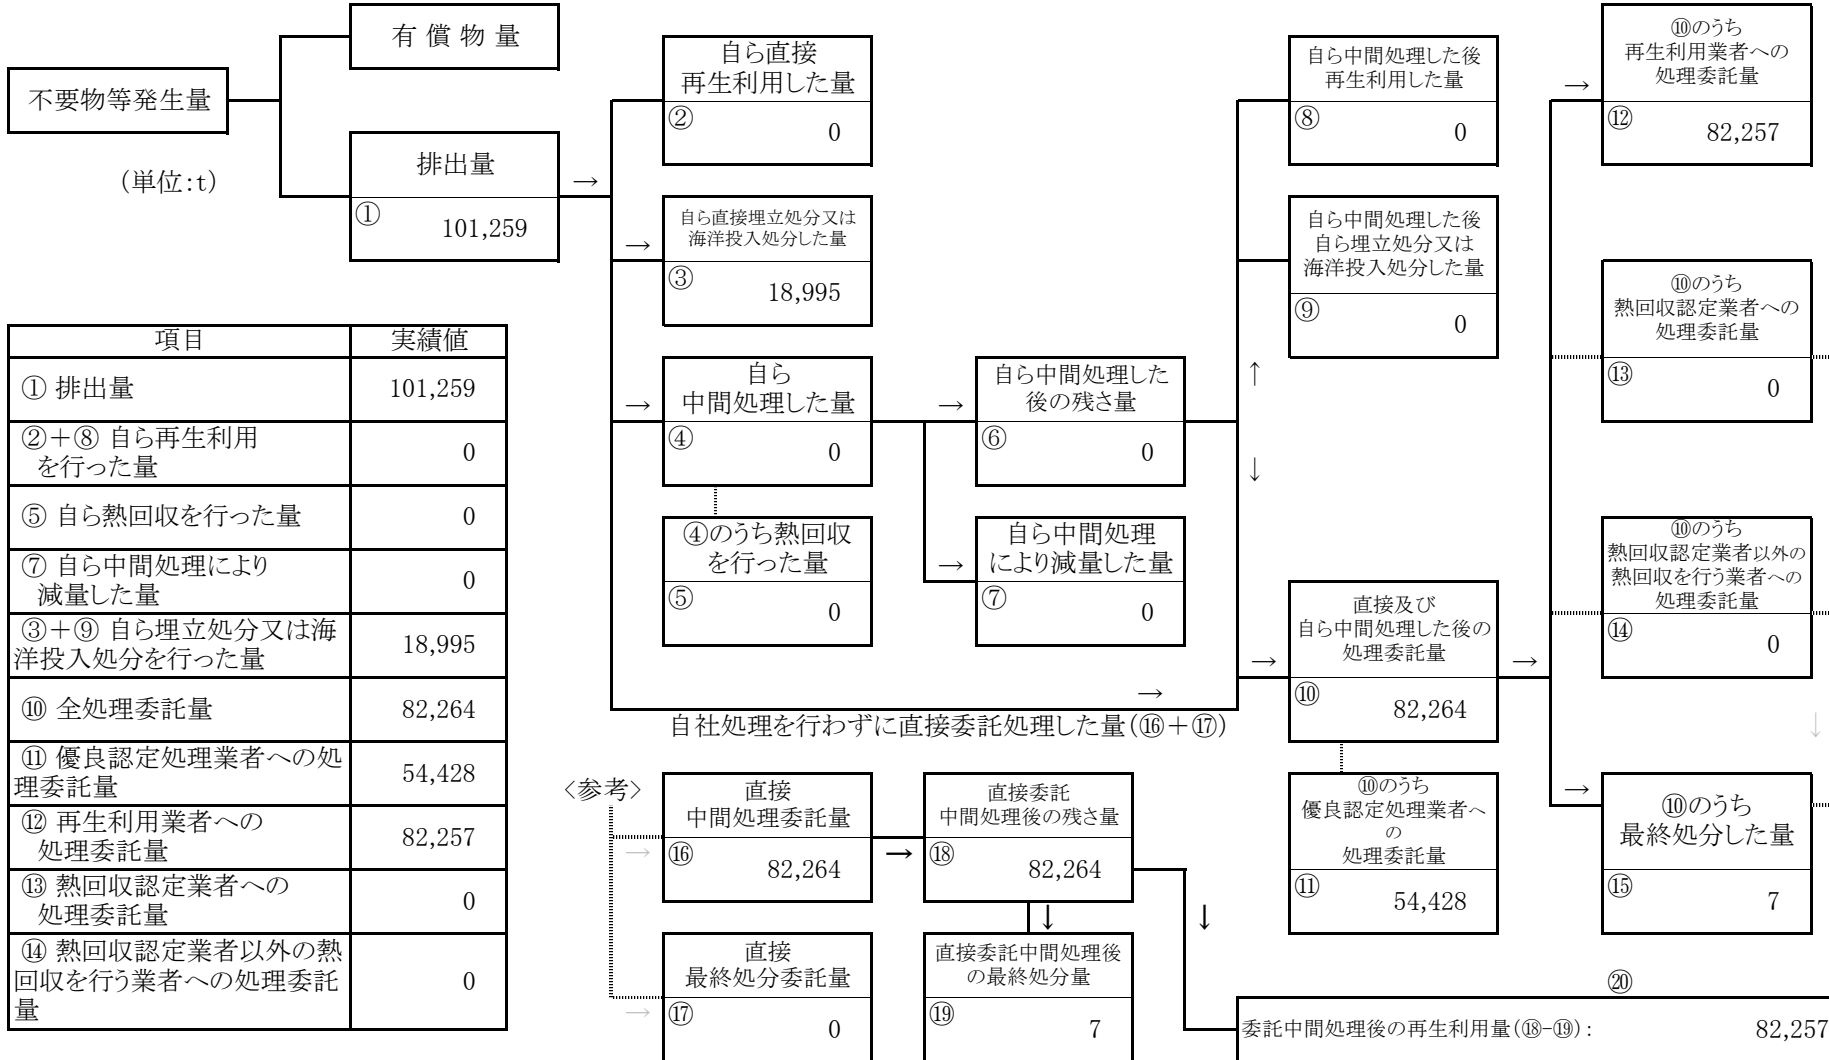 不要物等発生量
有 償 物 量
(単位:t)
排出量
① 101,259
→
自ら直接
再生利用した量
② 0
→
自ら直接埋立処分又は
海洋投入処分した量
③ 18,995
→
自ら
中間処理した量
④ 0
④のうち熱回収
を行った量
⑤ 0
→
自ら中間処理した
後の残さ量
⑥ 0
→
自ら中間処理
により減量した量
⑦ 0
↑
↓
自ら中間処理した後
再生利用した量
⑧ 0
自ら中間処理した後
自ら埋立処分又は
海洋投入処分した量
⑨ 0
→
自社処理を行わずに直接委託処理した量(⑯+⑰)
→
直接及び
自ら中間処理した後の
処理委託量
⑩ 82,264
→
⑩のうち
優良認定処理業者へ
の
処理委託量
⑪ 54,428
→
⑩のうち
再生利用業者への
処理委託量
⑫ 82,257
⑩のうち
熱回収認定業者への
処理委託量
⑬ 0
⑩のうち
熱回収認定業者以外の
熱回収を行う業者への
処理委託量
⑭ 0
↓
→
⑩のうち
最終処分した量
⑮ 7
項目 実績値
① 排出量 101,259
②+⑧ 自ら再生利用
を行った量 0
⑤ 自ら熱回収を行った量 0
⑦ 自ら中間処理により
減量した量 0
③+⑨ 自ら埋立処分又は海
洋投入処分を行った量 18,995
⑩ 全処理委託量 82,264
⑪ 優良認定処理業者への処
理委託量 54,428
⑫ 再生利用業者への
処理委託量 82,257
⑬ 熱回収認定業者への
処理委託量 0
⑭ 熱回収認定業者以外の熱
回収を行う業者への処理委託
量 0
〈参考〉
→
直接
中間処理委託量
⑯ 82,264
→
直接
最終処分委託量
⑰ 0
→
直接委託
中間処理後の残さ量
⑱ 82,264
↓
直接委託中間処理後
の最終処分量
⑲ 7
↓
⑳
委託中間処理後の再生利用量(⑱-⑲): 82,257